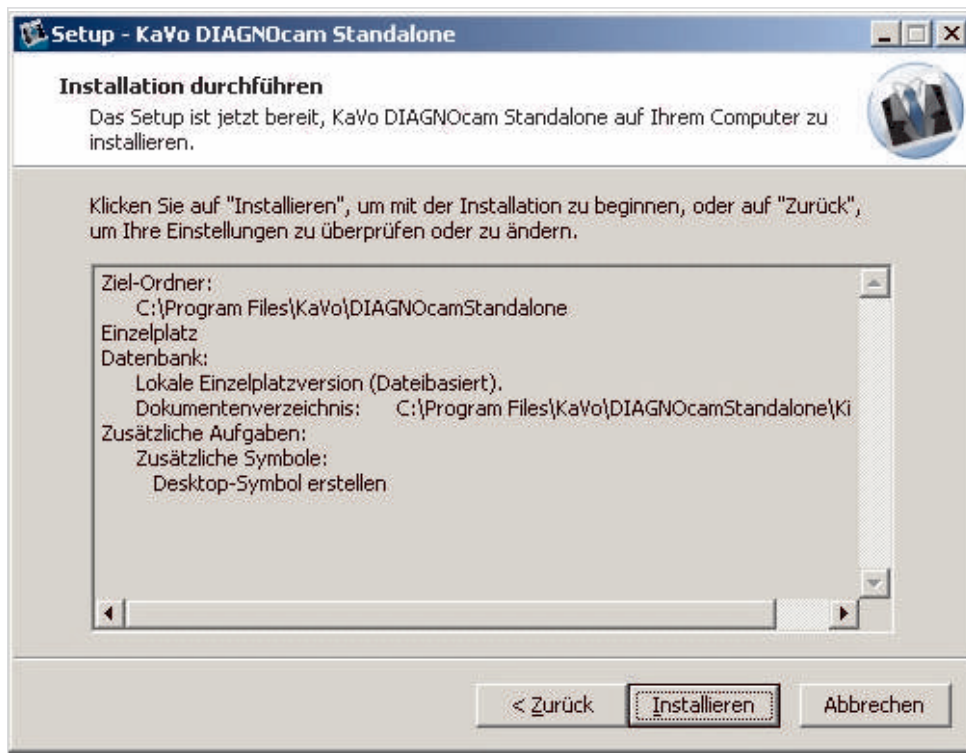 Setup - KaVo DIAGNOcam Standalone
Installation durchführen
Das Setup ist jetzt bereit, KaVo DIAGNOcam Standalone auf Ihrem Computer zu
installieren.
Klicken Sie auf "Installieren", um mit der Installation zu beginnen, oder auf "Zurück",
um Ihre Einstellungen zu überprüfen oder zu ändern.
Ziel-Ordner:
C:\Program Files\KaVo\DIAGNOcamStandalone
Einzelplatz
Datenbank:
Lokale Einzelplatzversion (Dateibasiert).
Dokumentenverzeichnis: C:\Program Files\KaVo\DIAGNOcamStandalone\Ki
Zusätzliche Aufgaben:
Zusätzliche Symbole:
Desktop-Symbol erstellen
< Zurück Installieren Abbrechen